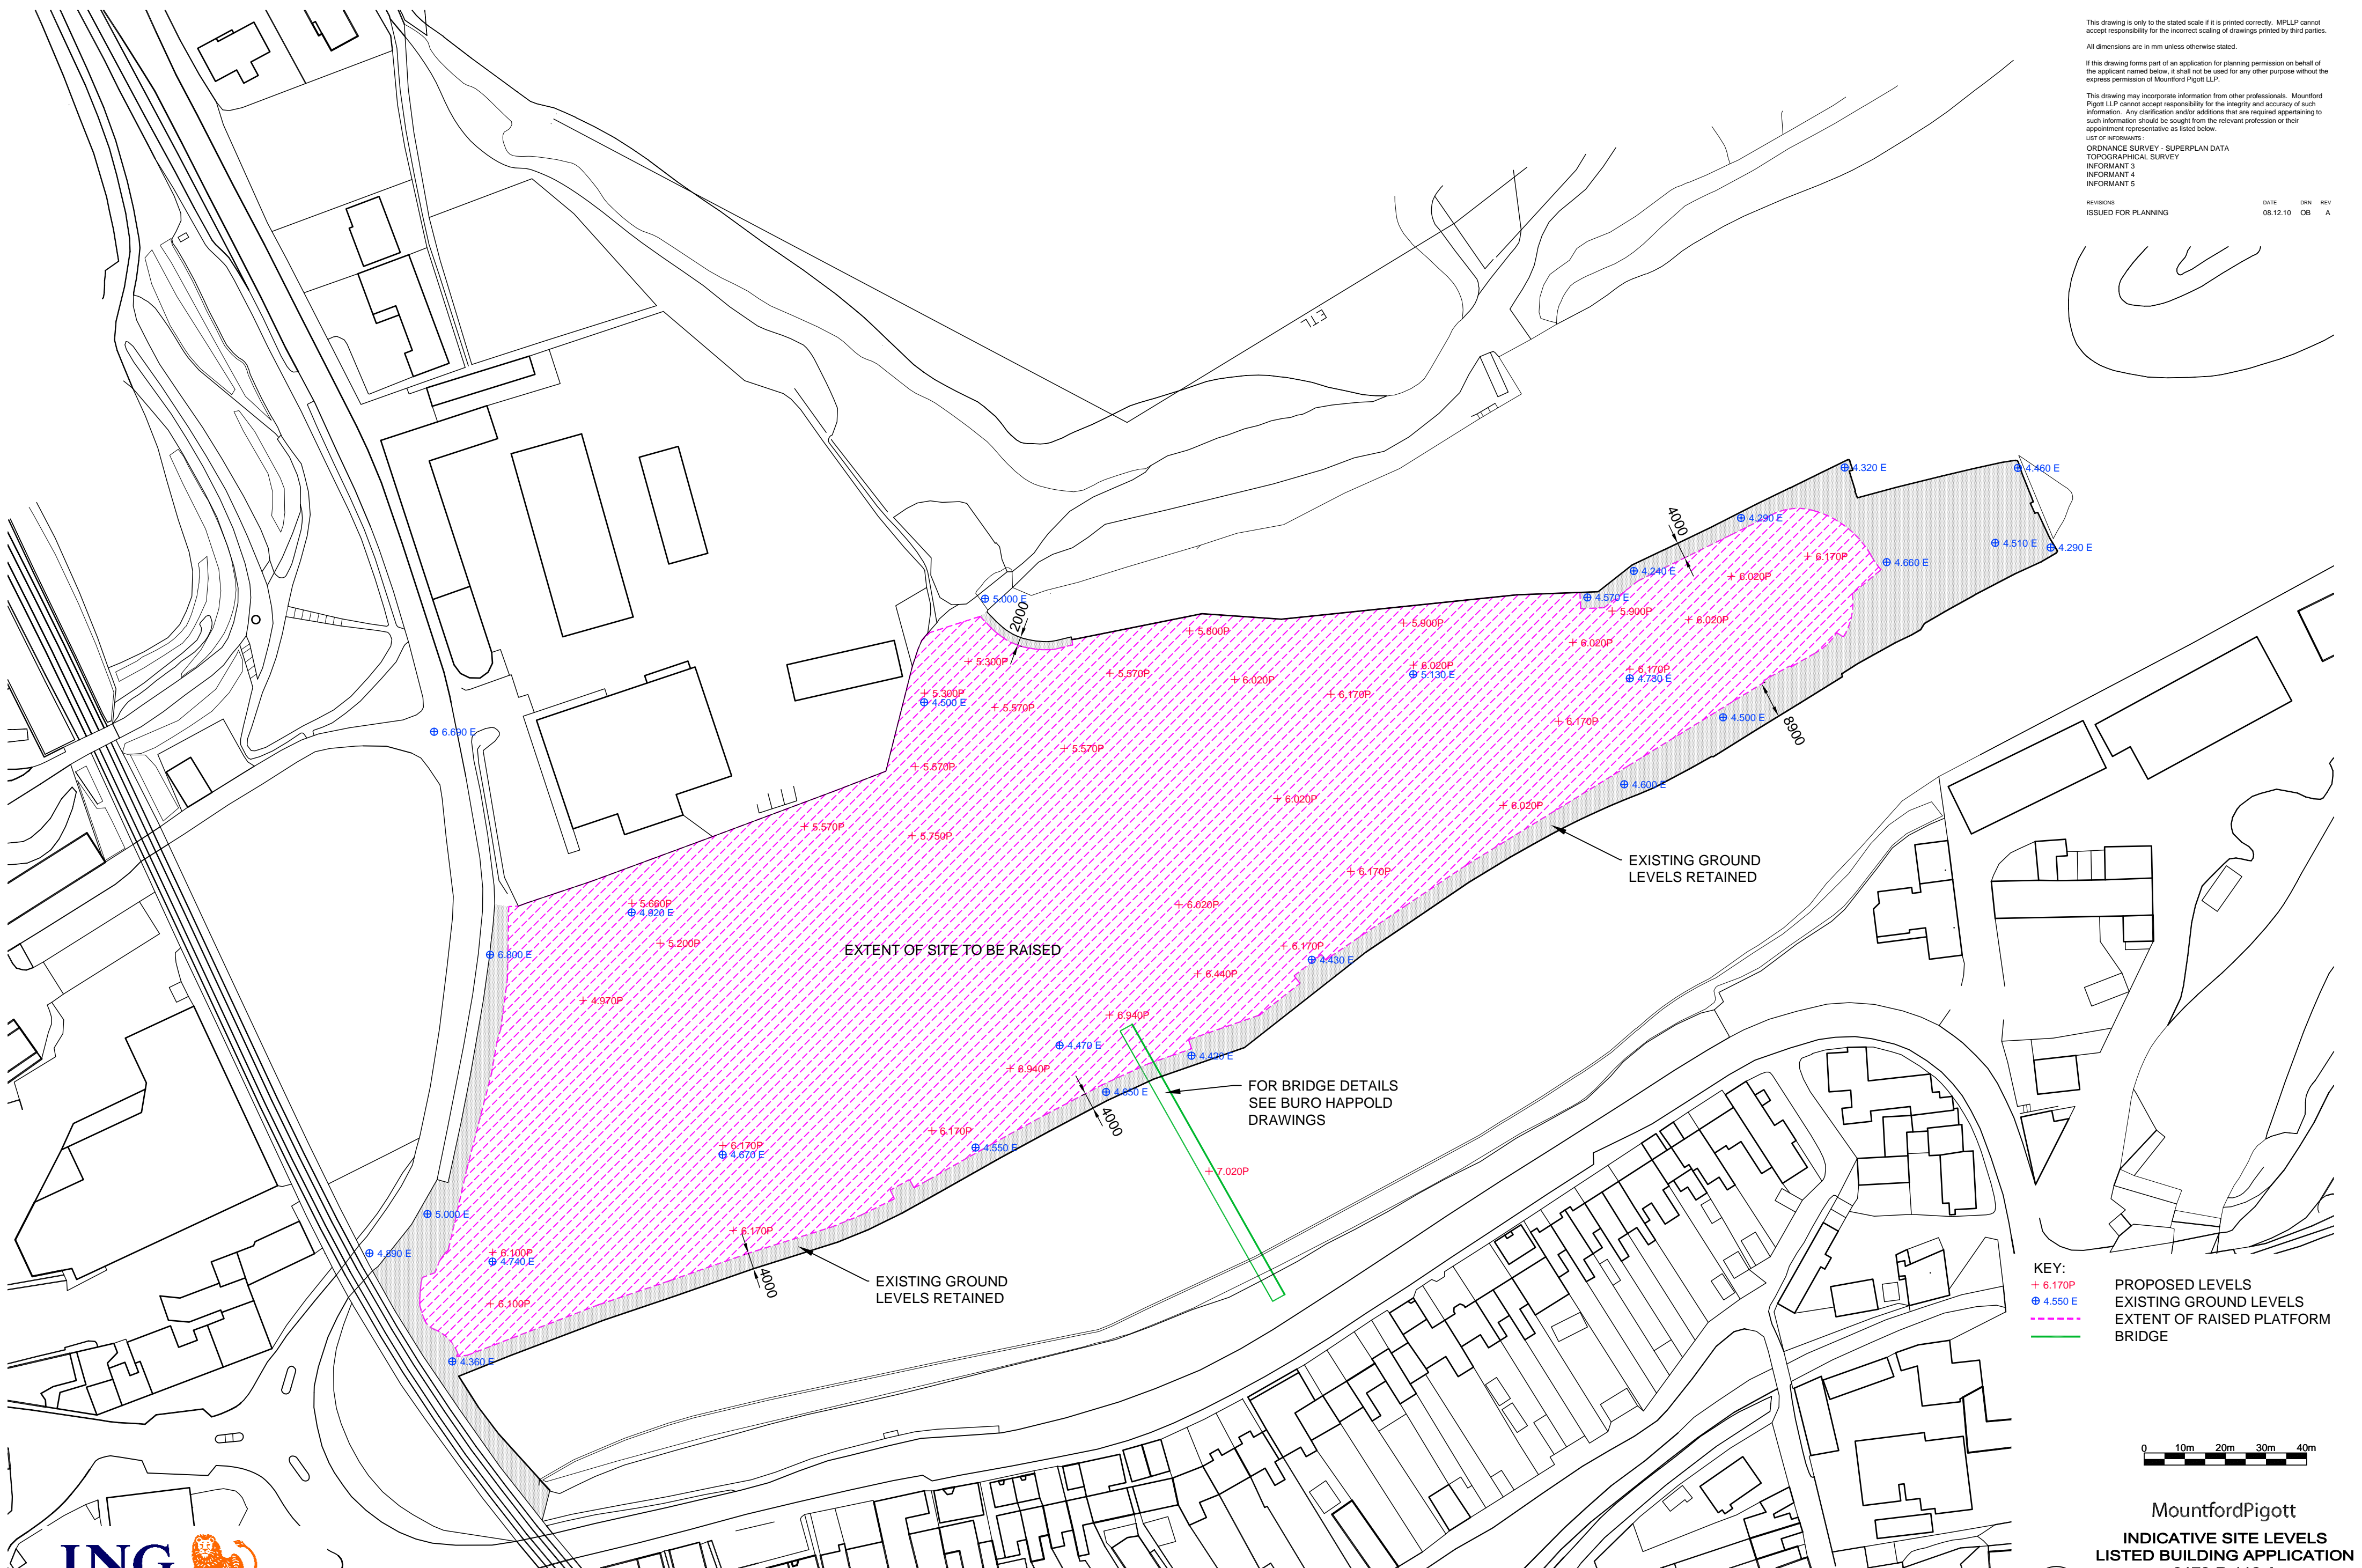 This drawing is only to the stated scale if it is printed correctly. MPLLP cannot
accept responsibility for the incorrect scaling of drawings printed by third parties.
All dimensions are in mm unless otherwise stated.
If this drawing forms part of an application for planning permission on behalf of
the applicant named below, it shall not be used for any other purpose without the
express permission of Mountford Pigott LLP.
This drawing may incorporate information from other professionals. Mountford
Pigott LLP cannot accept responsibility for the integrity and accuracy of such
information. Any clarification and/or additions that are required appertaining to
such information should be sought from the relevant profession or their
appointment representative as listed below.
LIST OF INFORMANTS :
ORDNANCE SURVEY - SUPERPLAN DATA
TOPOGRAPHICAL SURVEY
INFORMANT 3
INFORMANT 4
INFORMANT 5
REVISIONS DATE DRN REV
ISSUED FOR PLANNING 08.12.10 OB A
ETL
4.320 E
4.460 E
4000
4.290 E
4.510 E
4.290 E
6.170P
4.660 E
4.240 E
6.020P
5.000 E
4.570 E
2000
5.900P
5.900P
6.020P
5.800P
6.020P
5.300P
6.020P
5.130 E
6.170P
4.730 E
5.570P
6.020P
5.300P
4.500 E
6.170P
5.570P
4.500 E
6.170P
8900
6.690 E
5.570P
5.570P
4.600 E
6.020P
6.020P
5.570P
5.750P
EXISTING GROUND
LEVELS RETAINED
6.170P
5.660P
4.920 E
6.020P
5.200P
EXTENT OF SITE TO BE RAISED
6.170P
6.800 E
4.430 E
6.440P
4.970P
6.940P
4.470 E
4.420 E
6.940P
4.650 E
FOR BRIDGE DETAILS
SEE BURO HAPPOLD
DRAWINGS
4000
6.170P
6.170P
4.670 E
4.550 E
7.020P
5.000 E
6.170P
4.890 E
6.100P
4.740 E
4000
EXISTING GROUND
LEVELS RETAINED
6.100P
4.360 E
KEY:
6.170P PROPOSED LEVELS
4.550 E EXISTING GROUND LEVELS
EXTENT OF RAISED PLATFORM
BRIDGE
0 10m 20m 30m 40m
MountfordPigott
INDICATIVE SITE LEVELS
LISTED BUILDING APPLICATION
ING